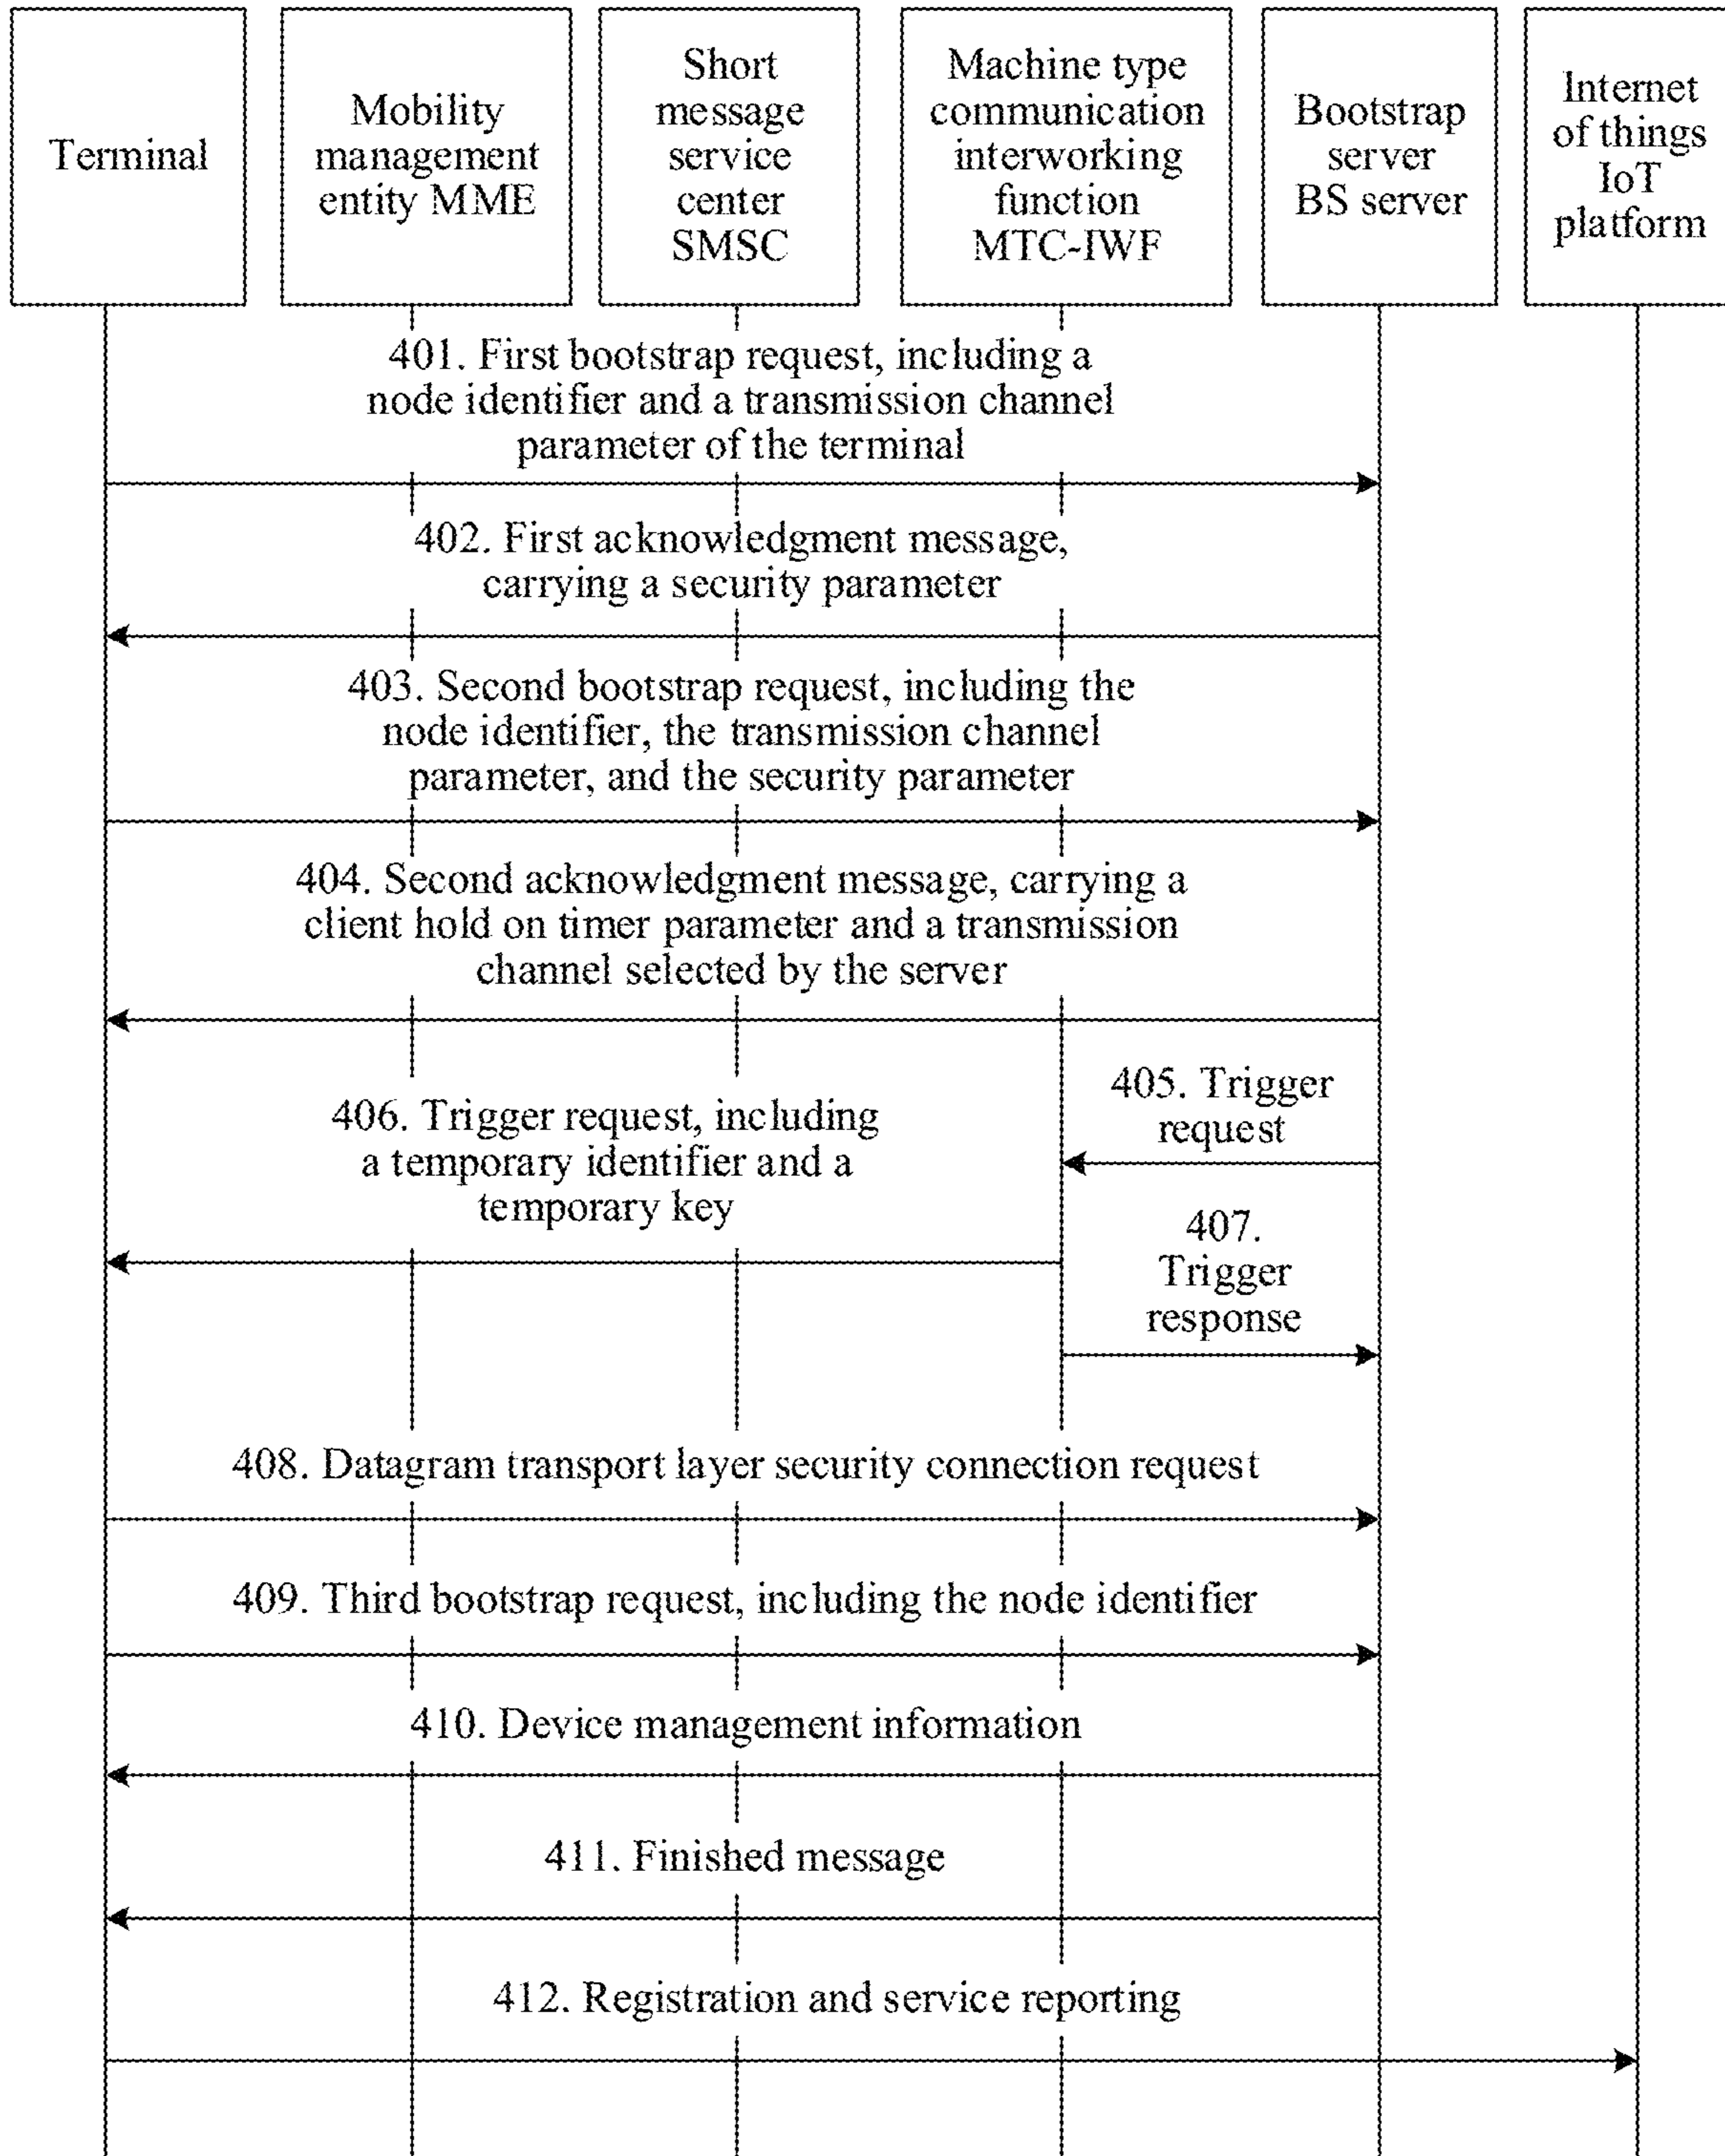 Terminal
Mobility
management
entity MME
Short
message
service
center
SMSC
Machine type
communication
interworking
function
MTC-IWF
Bootstrap
server
BS server
Internet
of things
IoT
platform
401. First bootstrap request, including a
node identifier and a transmission channel
parameter of the terminal
402. First acknowledgment message,
carrying a security parameter
403. Second bootstrap request, including the
node identifier, the transmission channel
parameter, and the security parameter
404. Second acknowledgment message, carrying a
client hold on timer parameter and a transmission
channel selected by the server
405. Trigger
request
406. Trigger request, including
a temporary identifier and a
temporary key
407.
Trigger
response
408. Datagram transport layer security connection request
409. Third bootstrap request, including the node identifier
410. Device management information
411. Finished message
412. Registration and service reporting